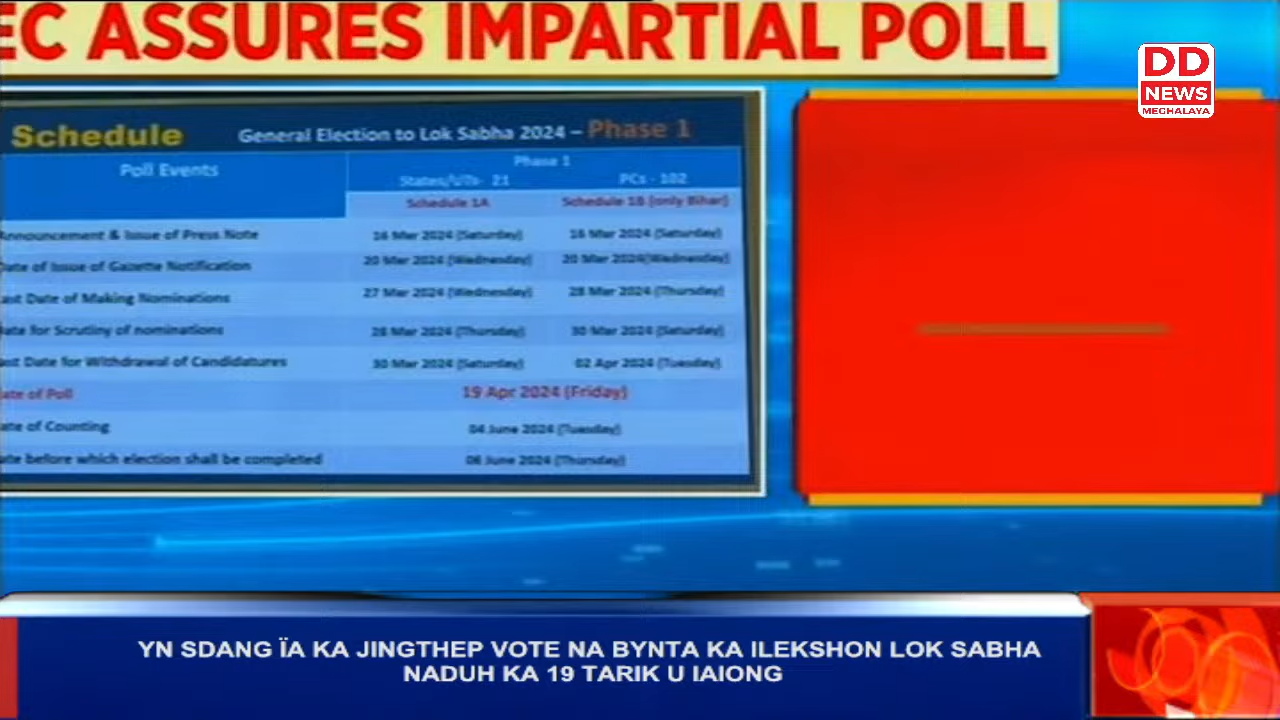 EC ASSURES IMPARTIAL POLL
DD
NEWS
MEGHALAYA
Schedule General Election to Lok Sabha 2024 – Phase 1
Poll Events Phase 1
States/UTs- 21 PCs - 102
Schedule 1A Schedule 1B (only Bihar)
Announcement & Issue of Press Note 16 Mar 2024 (Saturday) 16 Mar 2024 (Saturday)
Date of Issue of Gazette Notification 20 Mar 2024 (Wednesday) 20 Mar 2024(Wednesday)
ast Date of Making Nominations 27 Mar 2024 (Wednesday) 28 Mar 2024 (Thursday)
ate for Scrutiny of nominations 28 Mar 2024 (Thursday) 30 Mar 2024 (Saturday)
ast Date for Withdrawal of Candidatures 30 Mar 2024 (Saturday) 02 Apr 2024 (Tuesday)
ate of Poll 19 Apr 2024 (Friday)
ate of Counting 04 June 2024 (Tuesday)
ate before which election shall be completed 06 June 2024 (Thursday)
YN SDANG ÏA KA JINGTHEP VOTE NA BYNTA KA ILEKSHON LOK SABHA
NADUH KA 19 TARIK U IAIONG